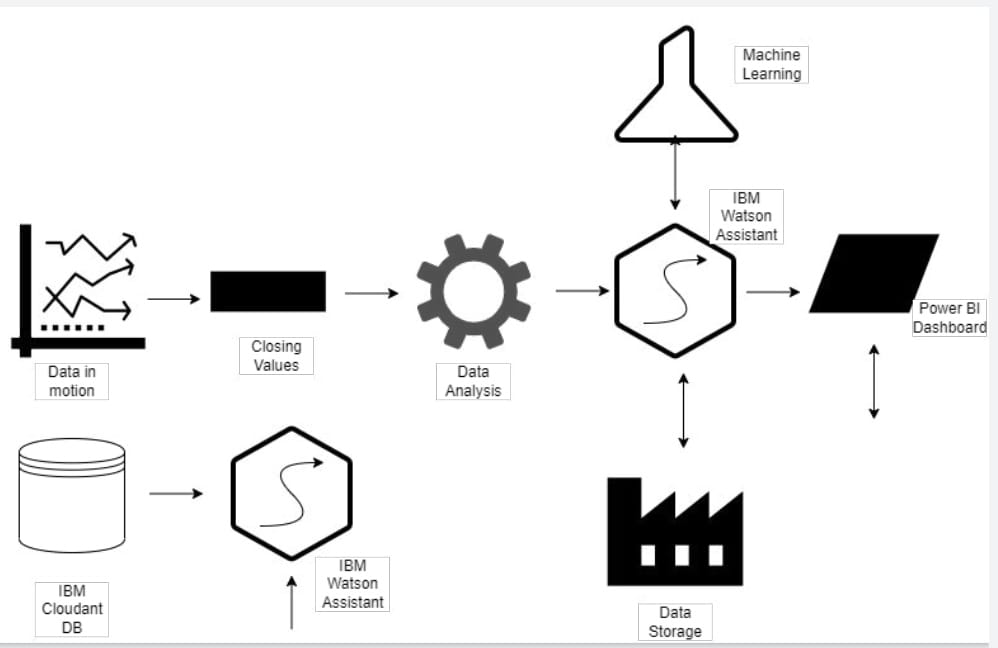 Machine
Learning
IBM
Watson
Assistant
Power BI
Dashboard
Closing
Values
Data in
motion
Data
Analysis
IBM
Watson
Assistant
IBM
Cloudant
DB
Data
Storage